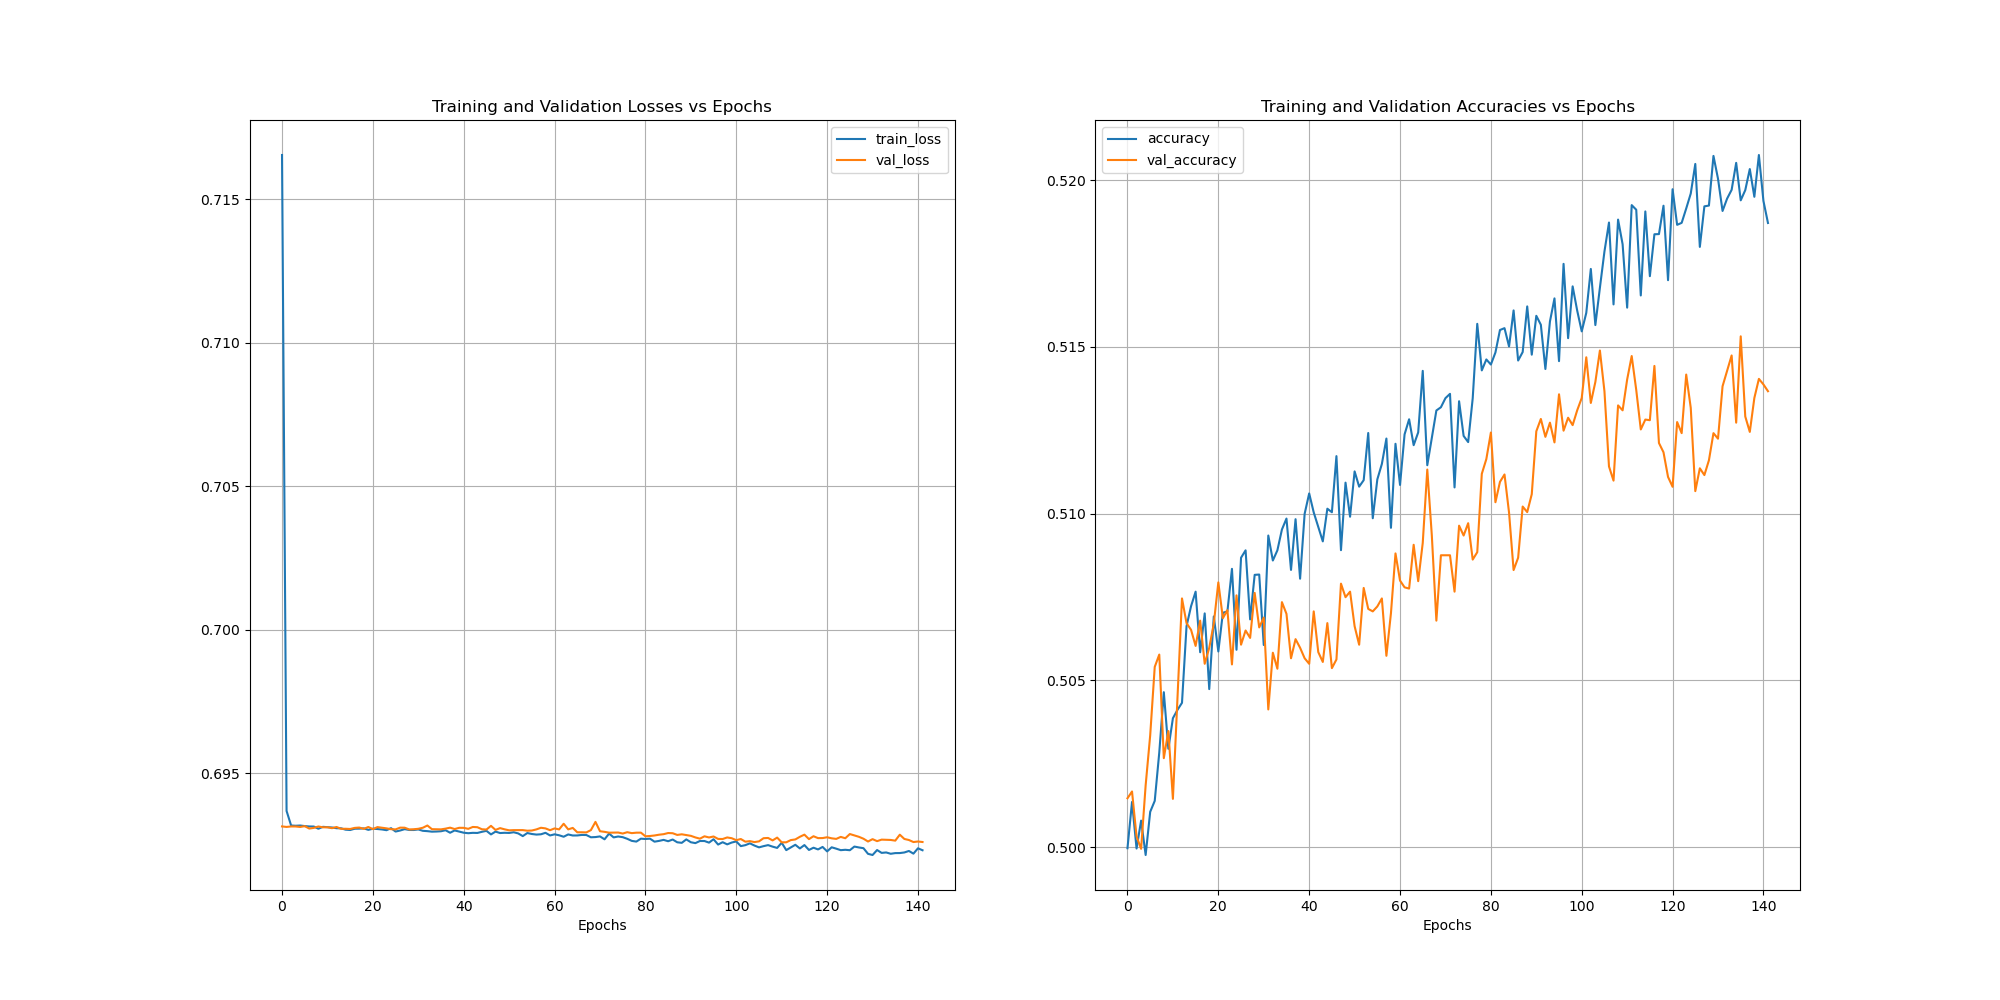 Training and Validation Losses vs Epochs
train_loss
val_loss
0.715
0.710
0.705
0.700
0.695
0 20 40 60 80 100 120 140
Epochs
Training and Validation Accuracies vs Epochs
accuracy
val_accuracy
0.520
0.515
0.510
0.505
0.500
0 20 40 60 80 100 120 140
Epochs